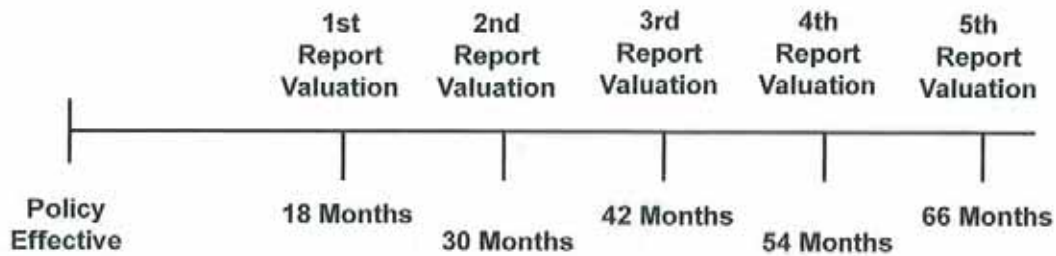 1st
Report
Valuation
2nd
Report
Valuation
3rd
Report
Valuation
4th
Report
Valuation
5th
Report
Valuation
Policy
Effective
18 Months
30 Months
42 Months
54 Months
66 Months